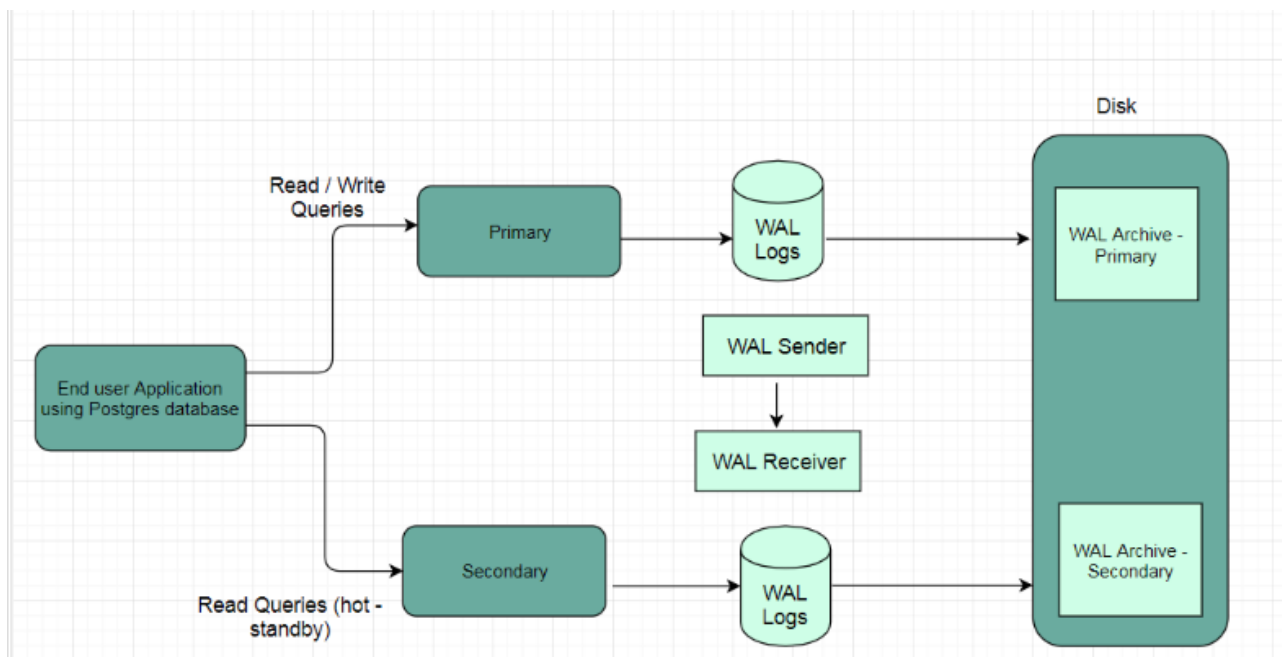 Disk
Read / Write
Queries
Primary
WAL
Logs
WAL Archive -
Primary
WAL Sender
End user Application
using Postgres database
WAL Receiver
Secondary
WAL
Logs
WAL Archive -
Secondary
Read Queries (hot -
standby)